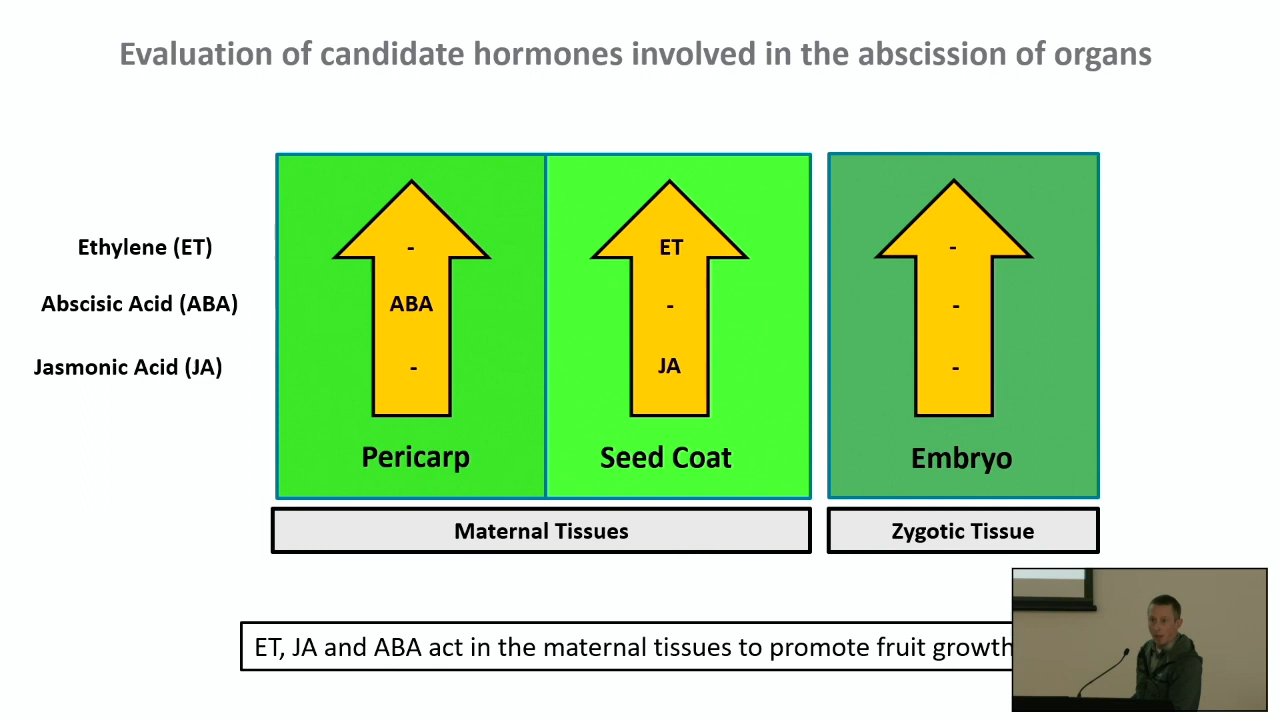 Evaluation of candidate hormones involved in the abscission of organs
Ethylene (ET) - ET -
Abscisic Acid (ABA) ABA - -
Jasmonic Acid (JA) - JA -
Pericarp Seed Coat Embryo
Maternal Tissues Zygotic Tissue
ET, JA and ABA act in the maternal tissues to promote fruit growth